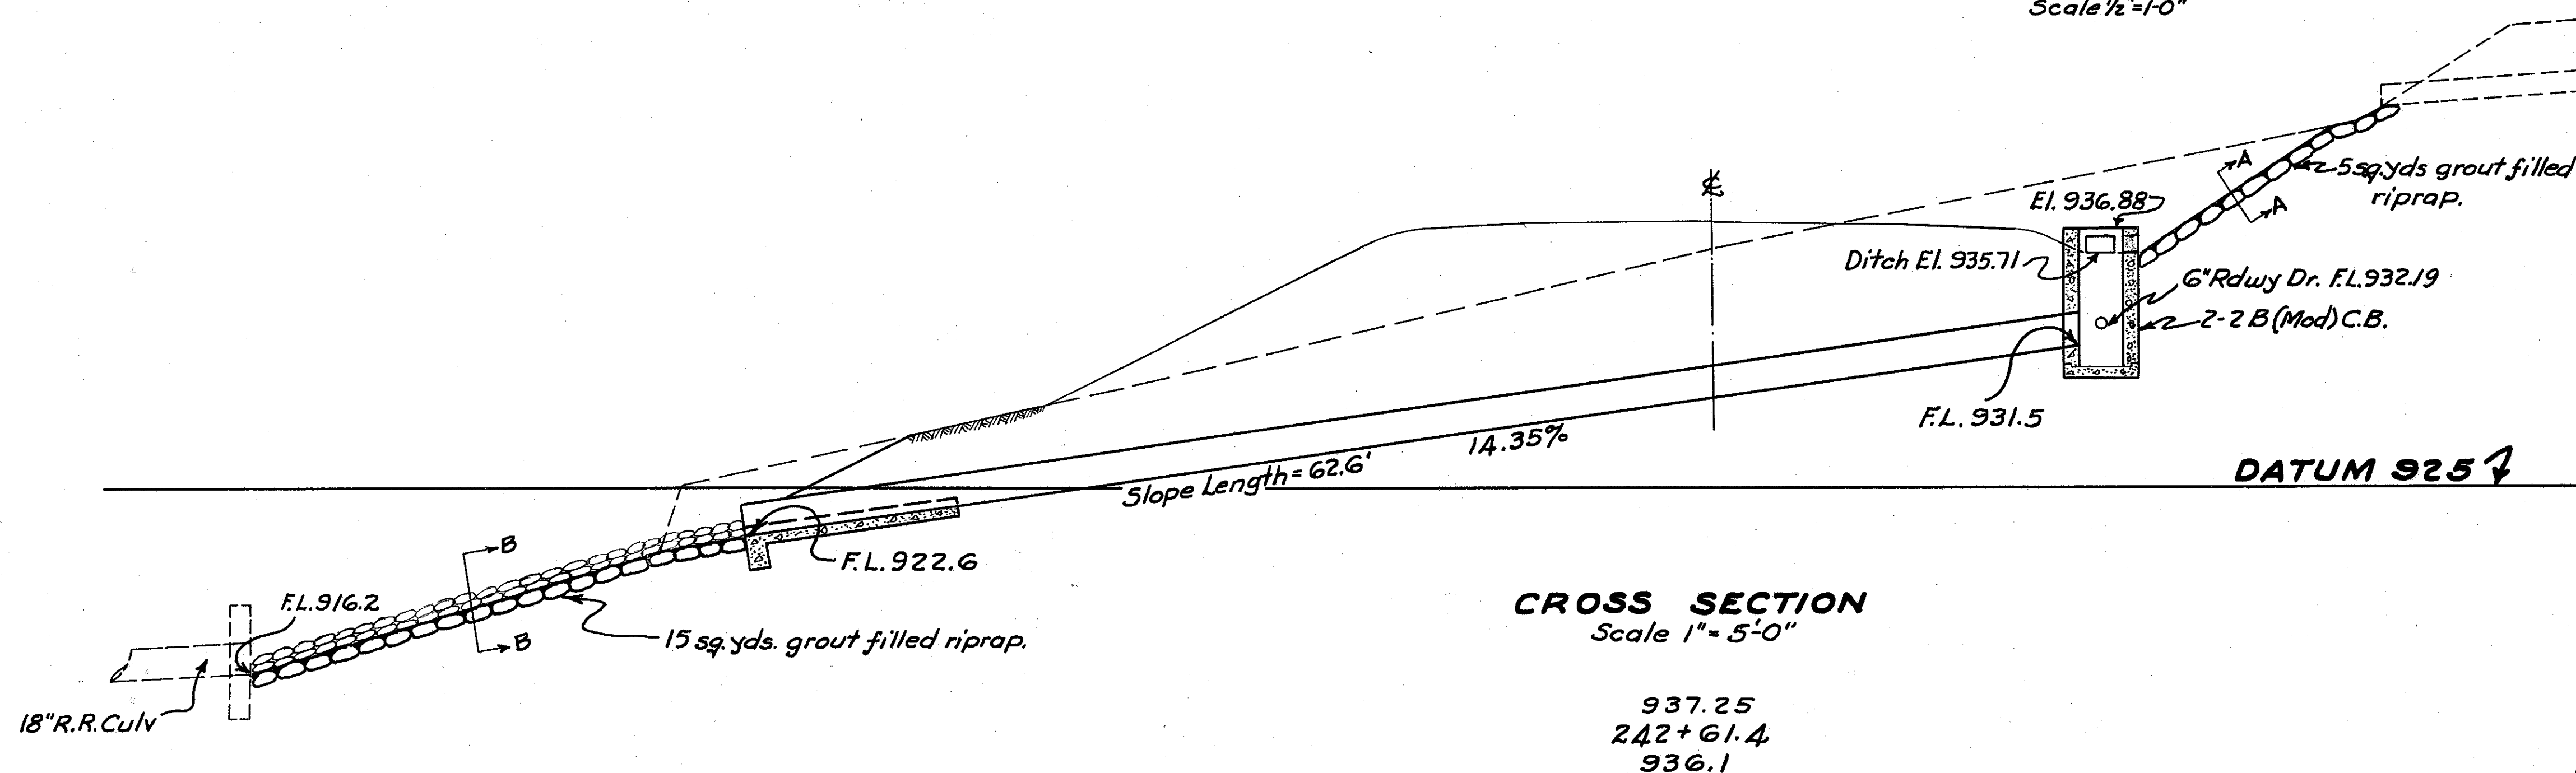 Scale ½"=1-0"
℄
A
5 sq.yds grout filled
riprap.
A
El. 936.88
Ditch El. 935.71
6" Rdwy Dr. F.L. 932.19
2-2 B (Mod) C.B.
F.L. 931.5
14.35%
Slope Length = 62.6'
DATUM 925
B
F.L. 922.6
F.L. 916.2
B
15 sq. yds. grout filled riprap.
18" R.R. Culv
CROSS SECTION
Scale 1" = 5'-0"
937.25
242+61.4
936.1